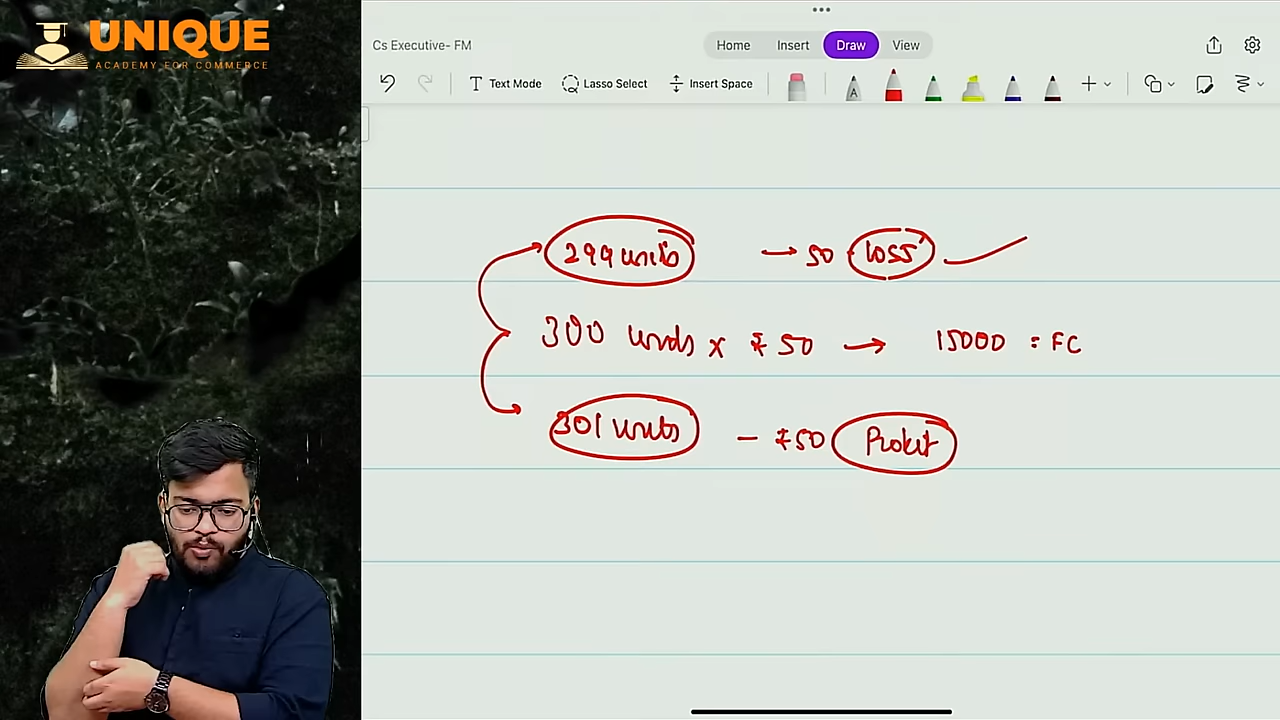 UNIQUE
ACADEMY FOR COMMERCE
Cs Executive- FM
Home Insert Draw View
Text Mode Lasso Select Insert Space
A
299 units → 50 - loss
300 units x ₹ 50 → 15000 = FC
301 units - ₹50 Profit